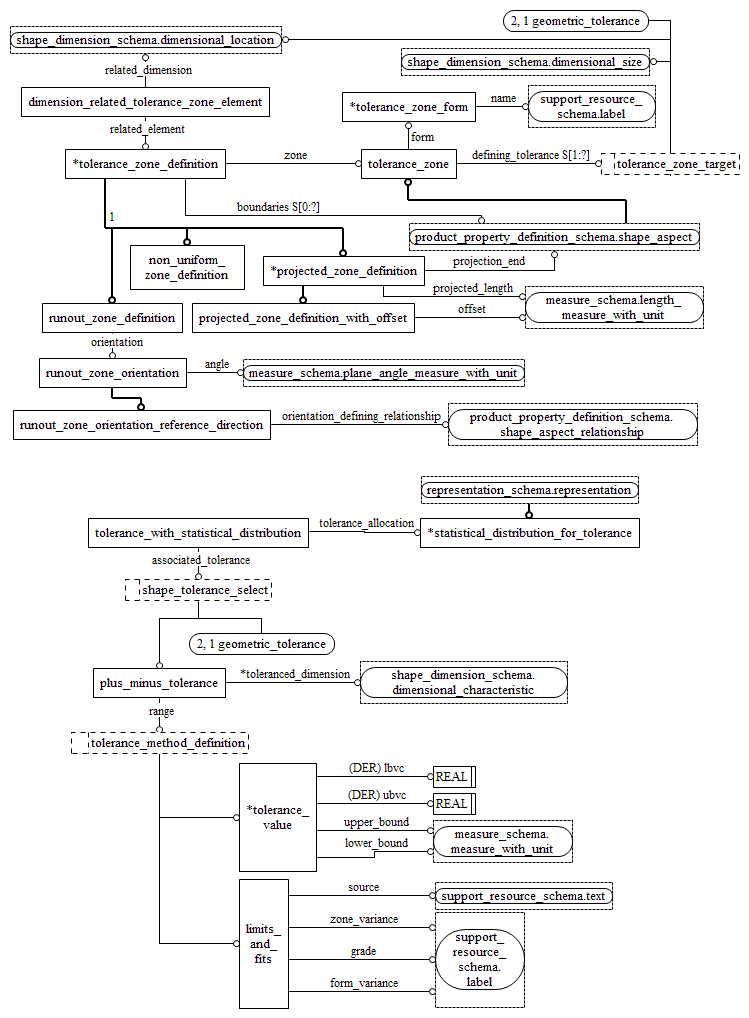 2, 1 geometric_tolerance
shape_dimension_schema.dimensional_location
shape_dimension_schema.dimensional_size
related_dimension
dimension_related_tolerance_zone_element
*tolerance_zone_form
name
support_resource_
schema.label
related_element
form
*tolerance_zone_definition
zone
tolerance_zone
defining_tolerance S[1:?]
tolerance_zone_target
boundaries S[0:?]
1
product_property_definition_schema.shape_aspect
non_uniform_
zone_definition
*projected_zone_definition
projection_end
projected_length
measure_schema.length_
measure_with_unit
runout_zone_definition
projected_zone_definition_with_offset
offset
orientation
runout_zone_orientation
angle
measure_schema.plane_angle_measure_with_unit
runout_zone_orientation_reference_direction
orientation_defining_relationship
product_property_definition_schema.
shape_aspect_relationship
representation_schema.representation
tolerance_with_statistical_distribution
tolerance_allocation
*statistical_distribution_for_tolerance
associated_tolerance
shape_tolerance_select
2, 1 geometric_tolerance
plus_minus_tolerance
*toleranced_dimension
shape_dimension_schema.
dimensional_characteristic
range
tolerance_method_definition
*tolerance_
value
(DER) lbvc
REAL
(DER) ubvc
REAL
upper_bound
lower_bound
measure_schema.
measure_with_unit
limits_
and_
fits
source
support_resource_schema.text
zone_variance
grade
form_variance
support_
resource_
schema.
label